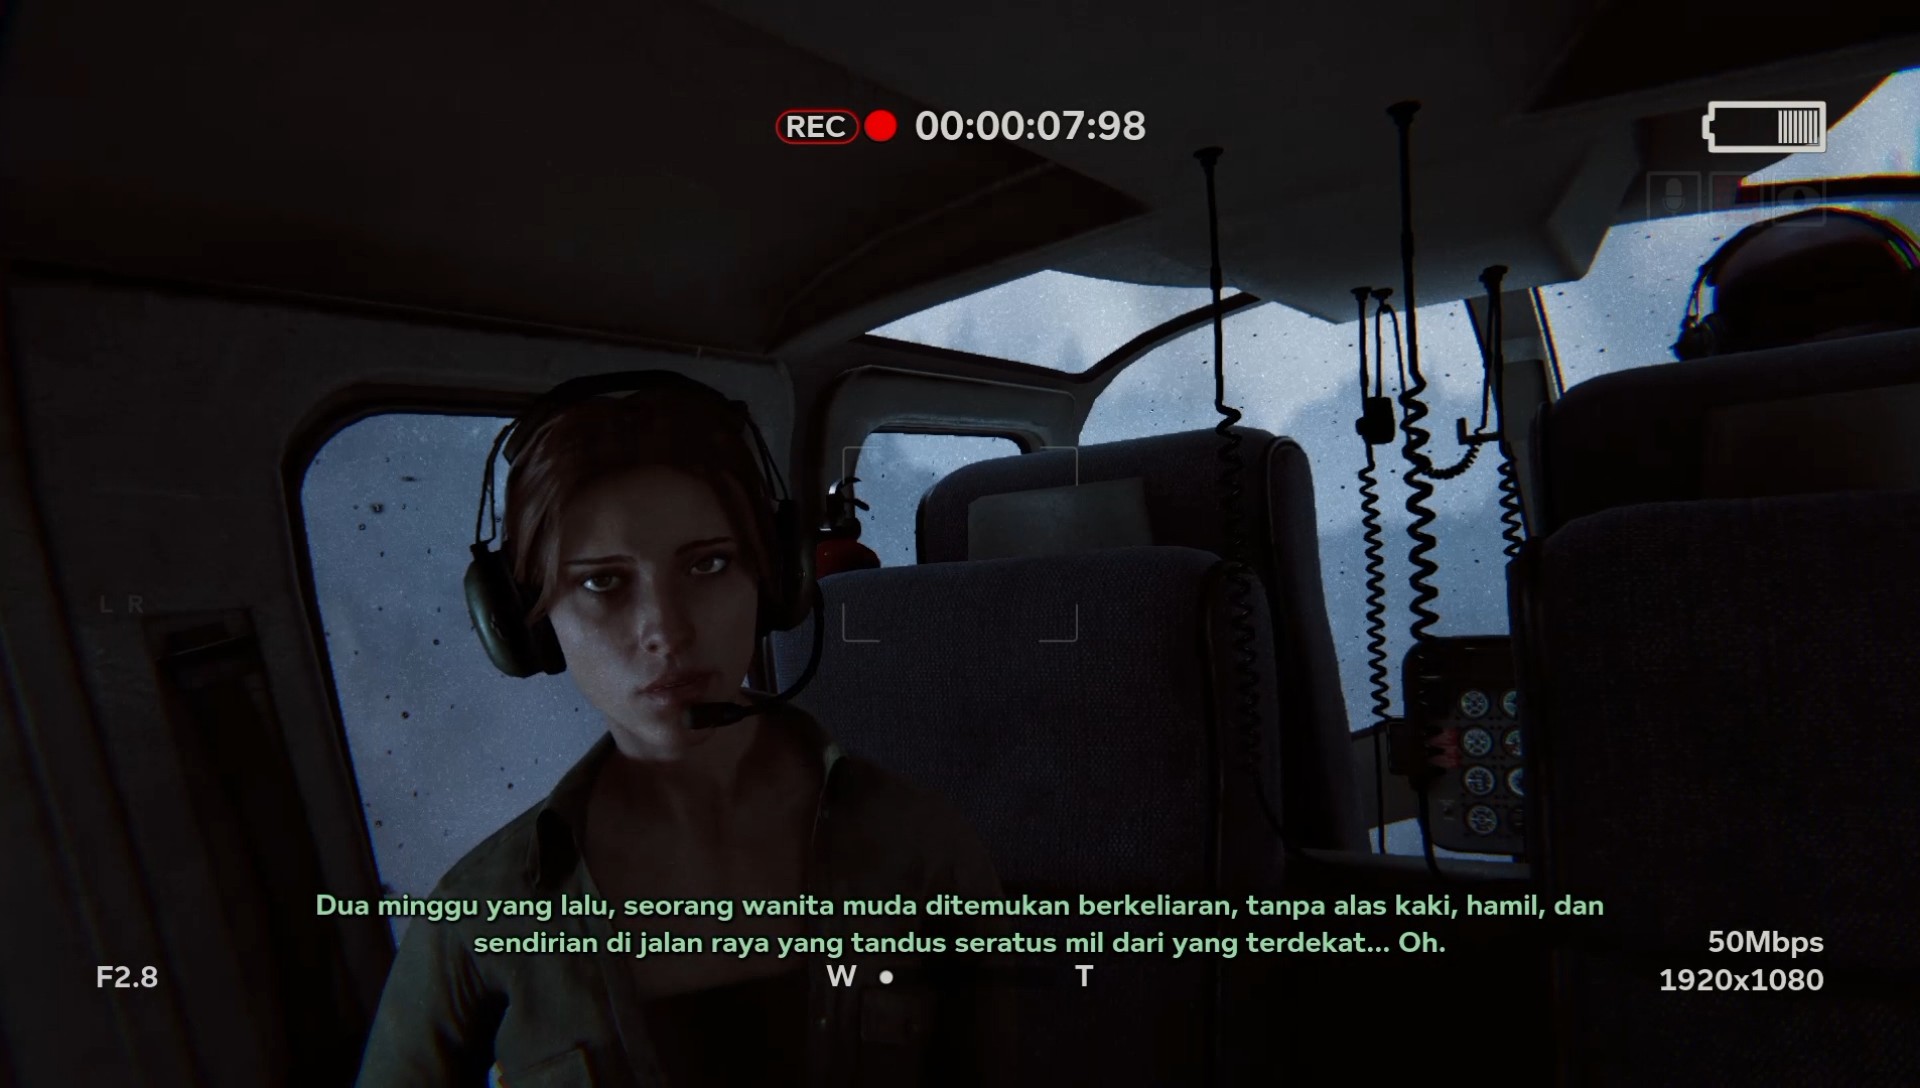 REC 00:00:07:98
L R
Dua minggu yang lalu, seorang wanita muda ditemukan berkeliaran, tanpa alas kaki, hamil, dan
sendirian di jalan raya yang tandus seratus mil dari yang terdekat... Oh.
50Mbps
F2.8
W T
1920x1080